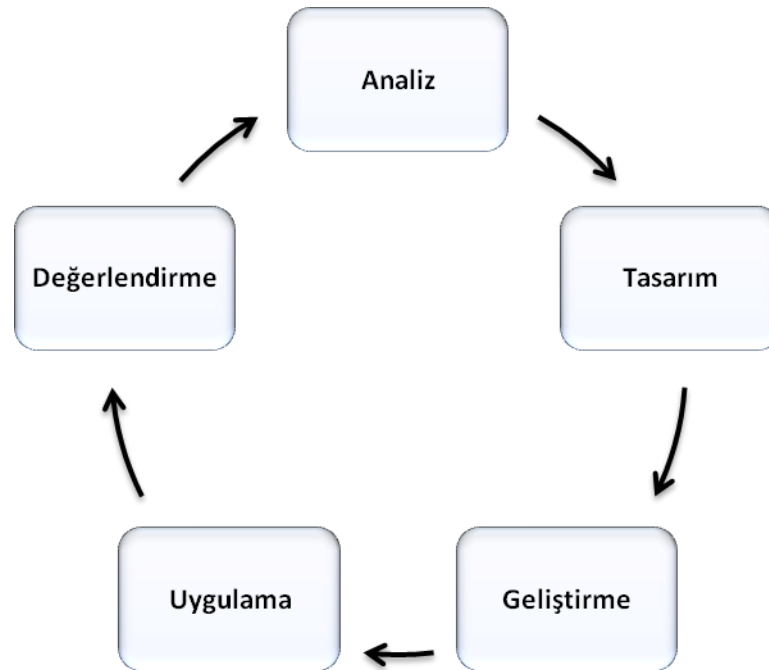 Analiz
Tasarım
Geliştirme
Uygulama
Değerlendirme